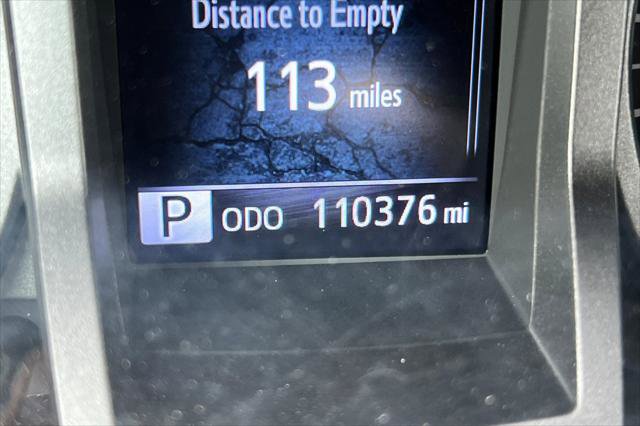 Distance to Empty
113 miles
P ODO 110376 mi